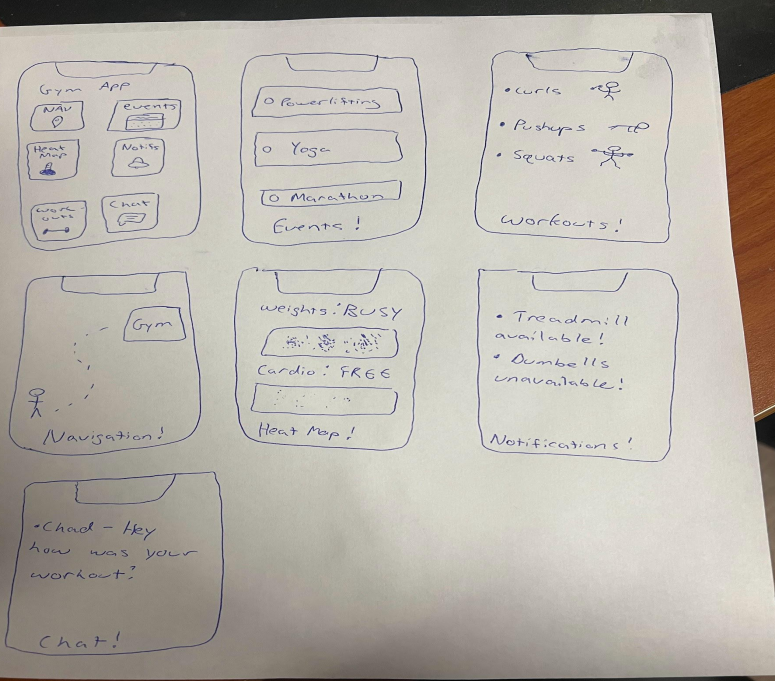 Gym App
NAV
events
Heat
Map
Notifs
Work
outs
Chat
Powerlifting
Yoga
Marathon
Events!
• Curls
• Pushups
• Squats
Workouts!
Gym
Navigation!
weights: BUSY
Cardio: FREE
Heat Map!
• Treadmill
available!
• Dumbells
unavailable!
Notifications!
• Chad - Hey
how was your
workout?
Chat!